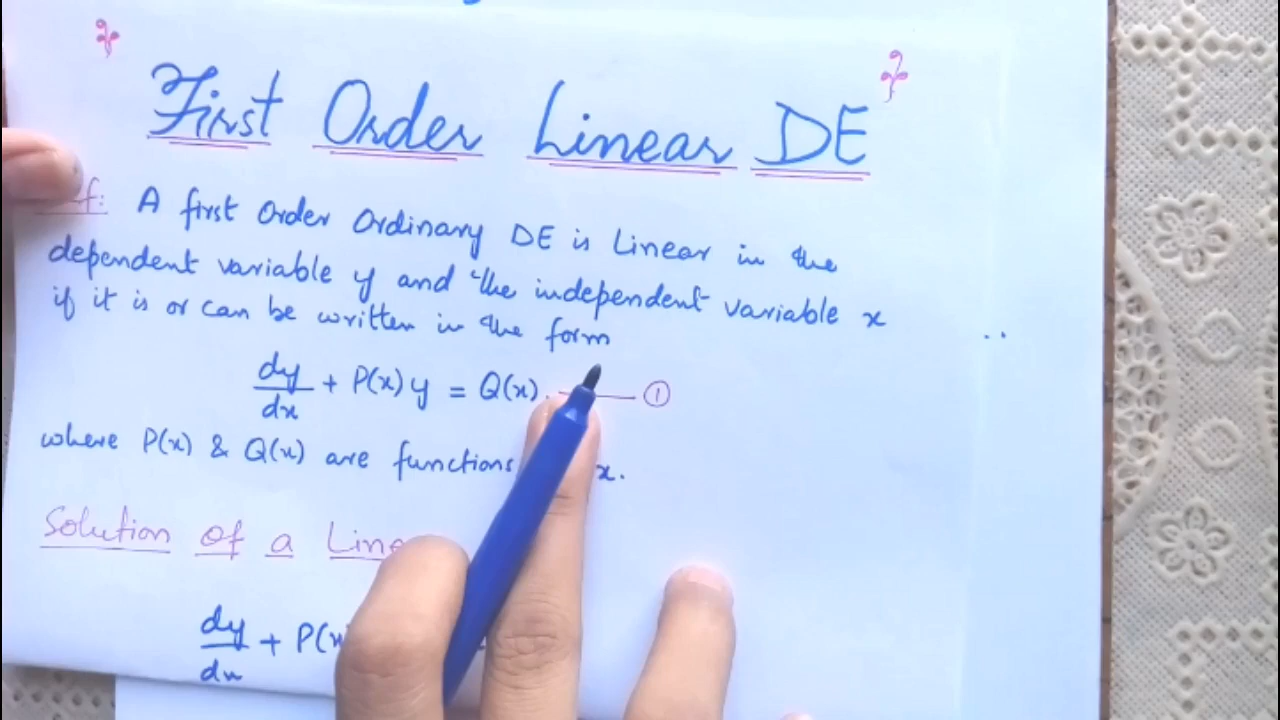 First Order Linear DE
A first Order Ordinary DE is Linear in the
dependent variable y and the independent variable x
if it is or can be written in the form
dy/dx + P(x) y = Q(x). ①
where P(x) & Q(x) are functions x.
Solution of a
dy/dx + P(x